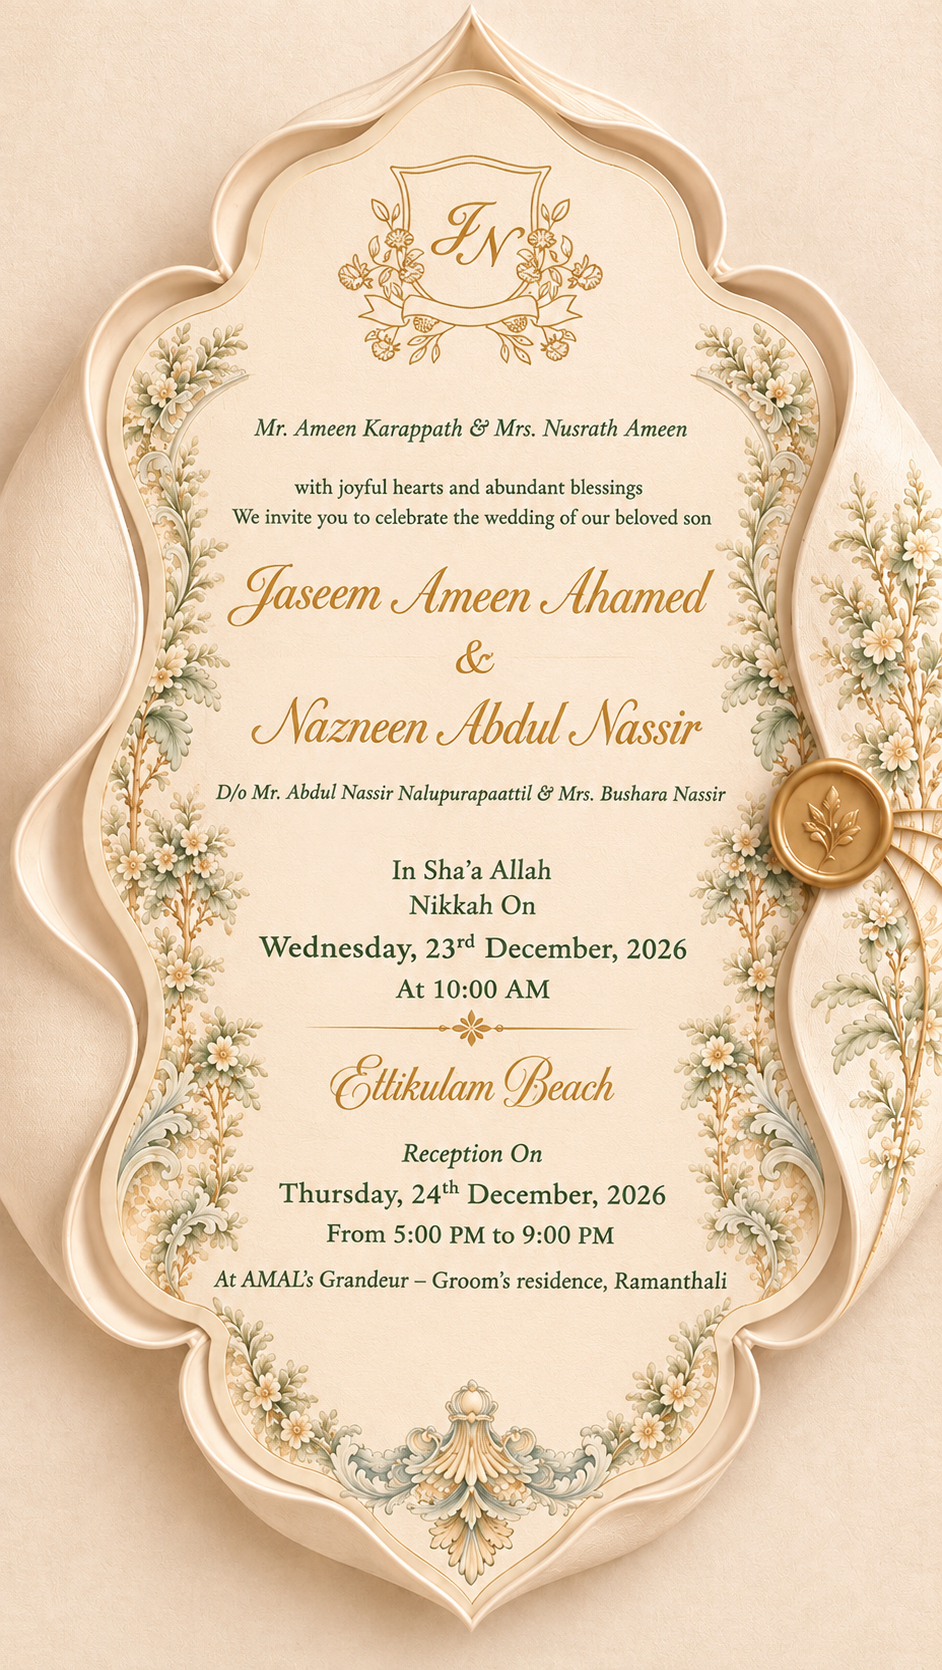 JN
Mr. Ameen Karappath & Mrs. Nusrath Ameen
with joyful hearts and abundant blessings
We invite you to celebrate the wedding of our beloved son
Jaseem Ameen Ahamed
&
Nazneen Abdul Nassir
D/o Mr. Abdul Nassir Nalupurapaattil & Mrs. Bushara Nassir
In Sha’a Allah
Nikkah On
Wednesday, 23rd December, 2026
At 10:00 AM
Ettikulam Beach
Reception On
Thursday, 24th December, 2026
From 5:00 PM to 9:00 PM
At AMAL’s Grandeur – Groom’s residence, Ramanthali